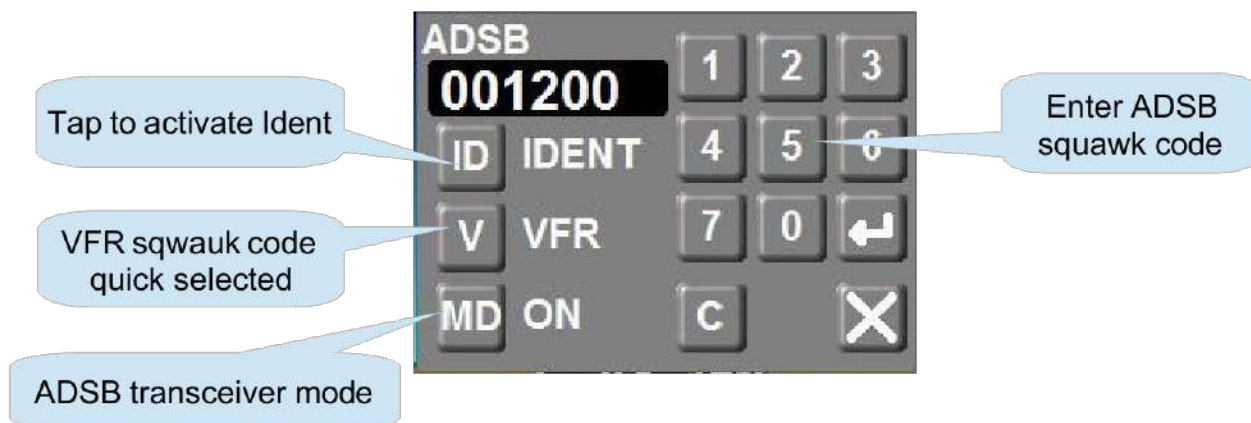 ADSB
001200
1 2 3
Tap to activate Ident
ID IDENT
4 5 6
Enter ADSB
squawk code
VFR sqwauk code
quick selected
V VFR
7 0
MD ON
C
ADSB transceiver mode